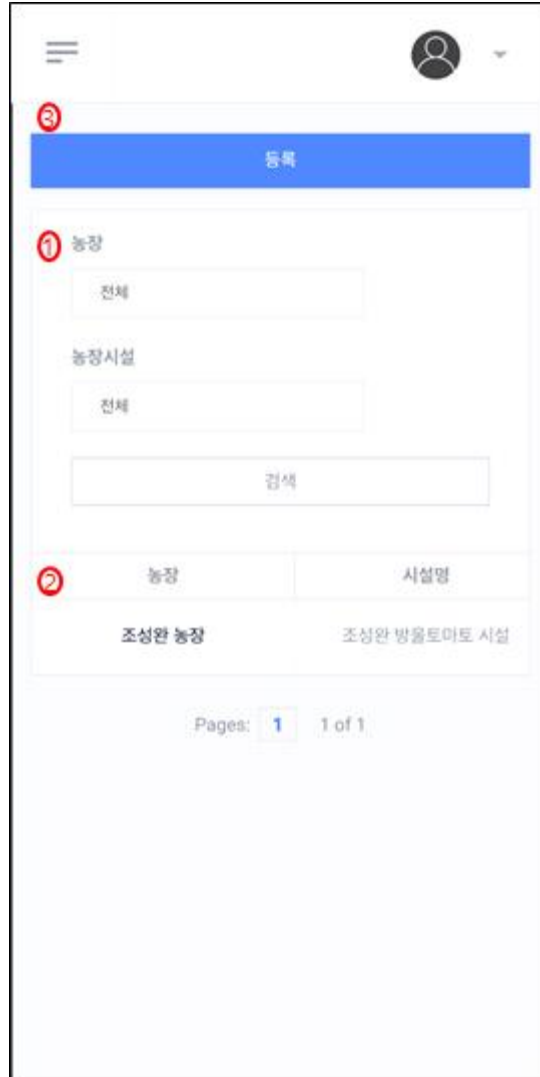 ③
등록
① 농장
전체
농장시설
전체
검색
② 농장 시설명
조성완 농장 조성완 방울토마토 시설
Pages: 1 1 of 1